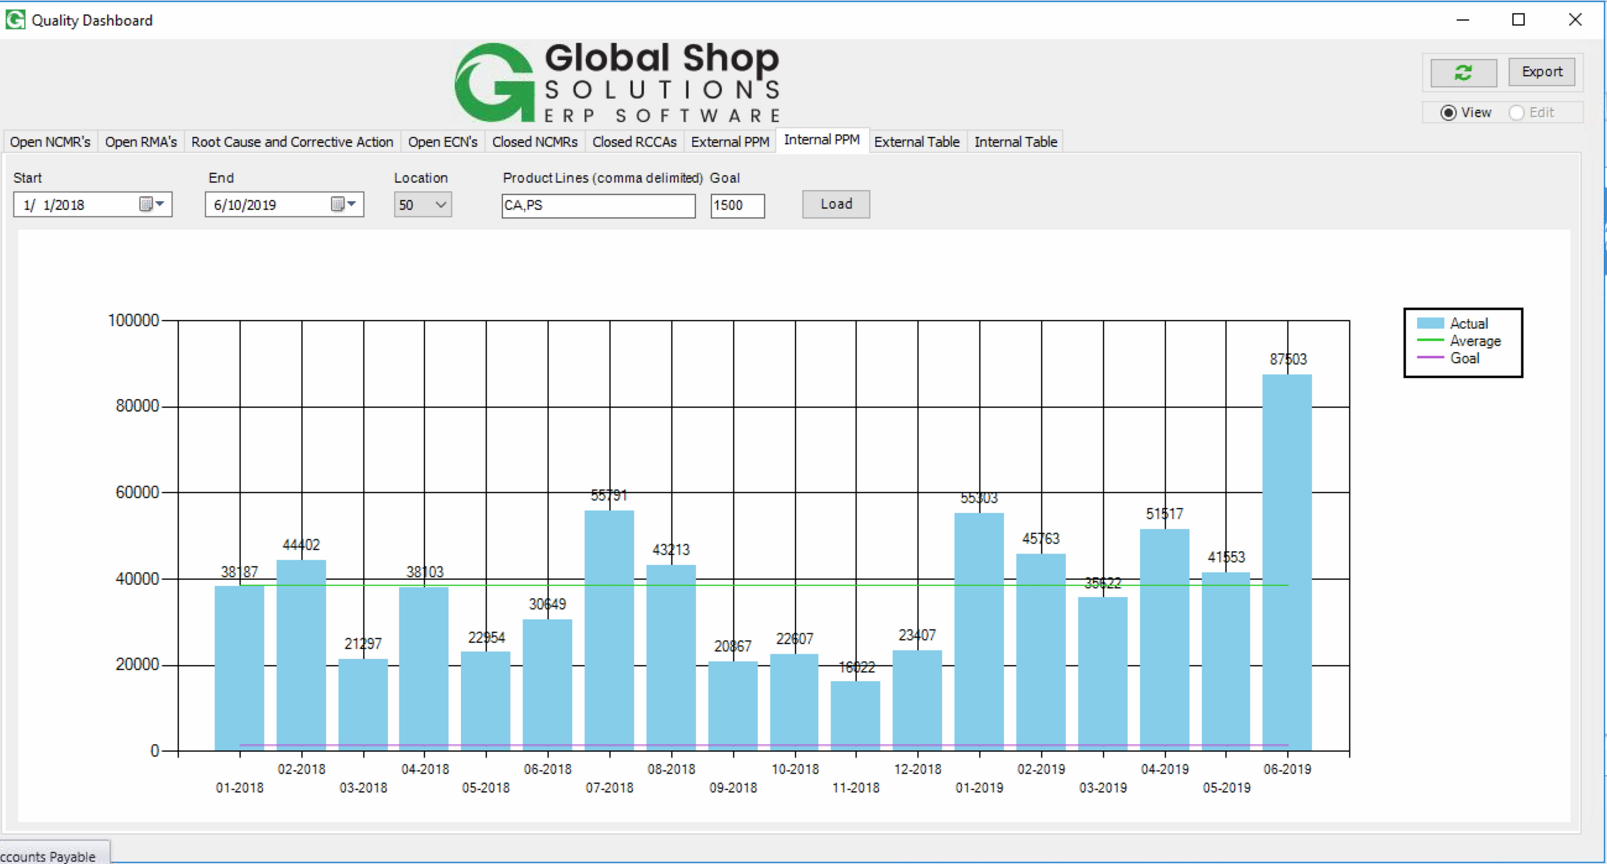 Quality Dashboard
Global Shop
SOLUTIONS
ERP SOFTWARE
Export
View Edit
Open NCMR's Open RMA's Root Cause and Corrective Action Open ECN's Closed NCMRs Closed RCCAs External PPM Internal PPM External Table Internal Table
Start End Location Product Lines (comma delimited) Goal
1/ 1/2018 6/10/2019 50 CA,PS 1500 Load
100000
80000
60000
40000
20000
0
38187
44402
21297
38103
22954
30649
55791
43213
20867
22607
16022
23407
55303
45763
35622
51517
41553
87503
Actual
Average
Goal
02-2018 04-2018 06-2018 08-2018 10-2018 12-2018 02-2019 04-2019 06-2019
01-2018 03-2018 05-2018 07-2018 09-2018 11-2018 01-2019 03-2019 05-2019
ccounts Payable